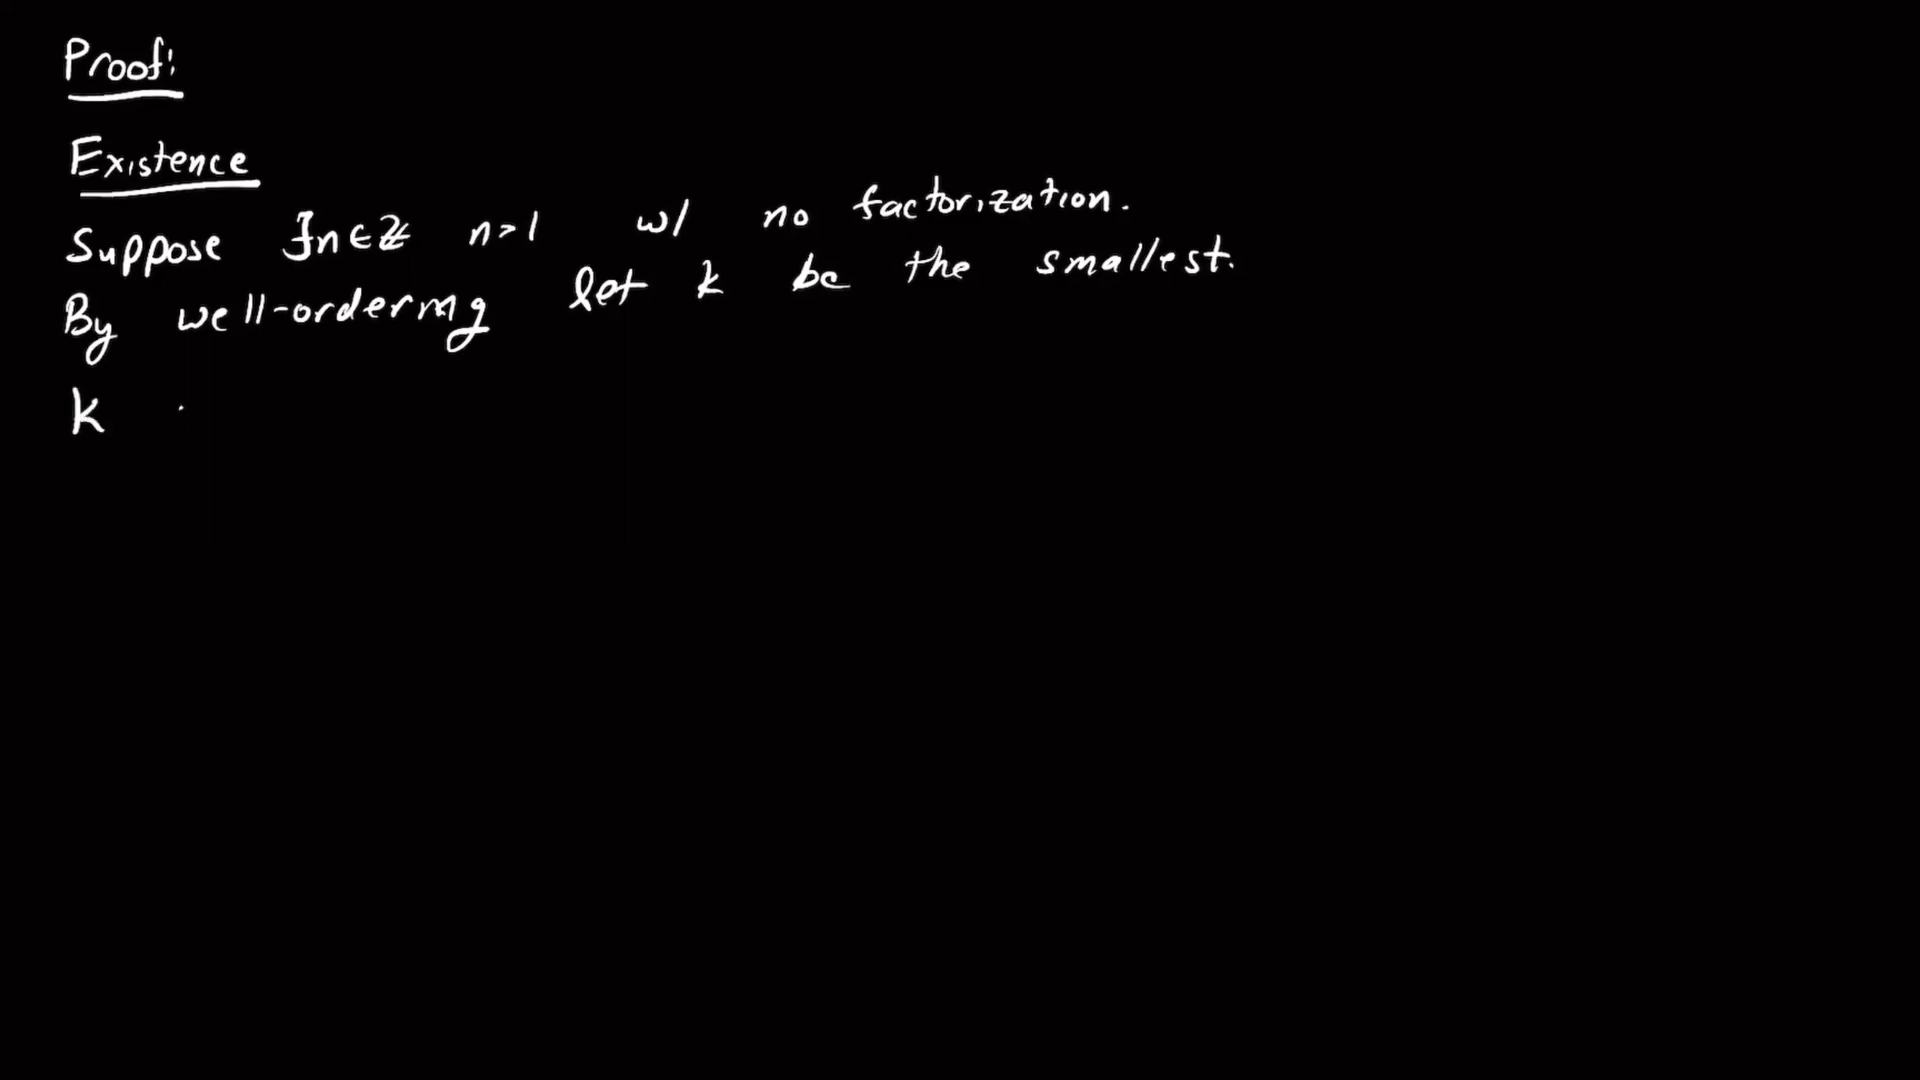 Proof:
Existence
Suppose ∃n∈ℤ n>1 w/ no factorization.
By well-ordering let k be the smallest.
K